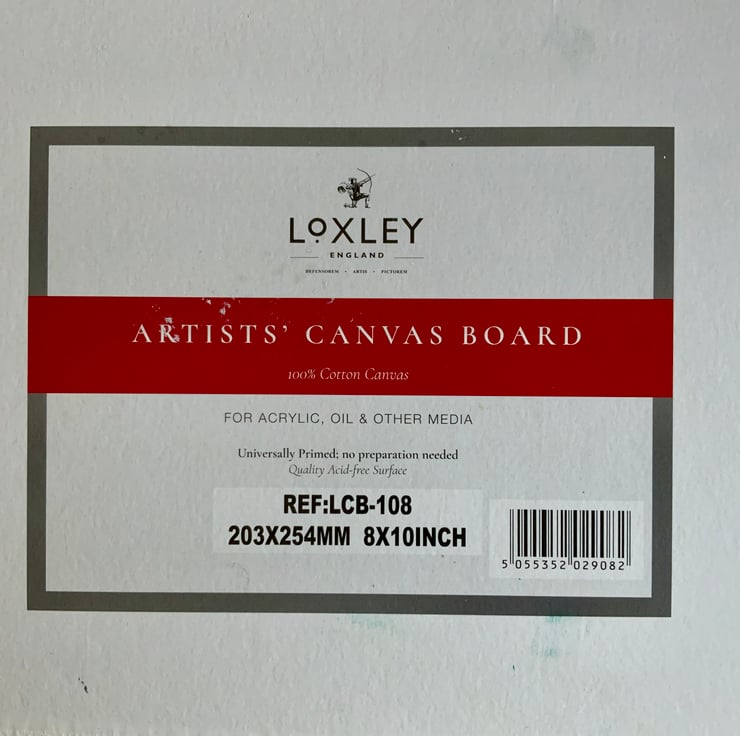 LOXLEY
ENGLAND
DEFENSOREM • ARTIS • PICTOREM
ARTISTS’ CANVAS BOARD
100% Cotton Canvas
FOR ACRYLIC, OIL & OTHER MEDIA
Universally Primed; no preparation needed
Quality Acid-free Surface
REF:LCB-108
203X254MM 8X10INCH
5 055352 029082